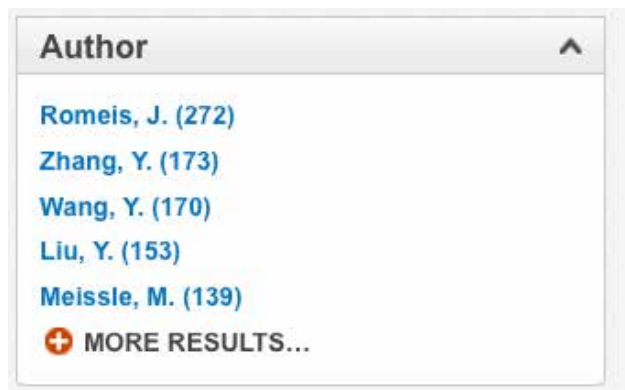 Author
Romeis, J. (272)
Zhang, Y. (173)
Wang, Y. (170)
Liu, Y. (153)
Meissle, M. (139)
MORE RESULTS...